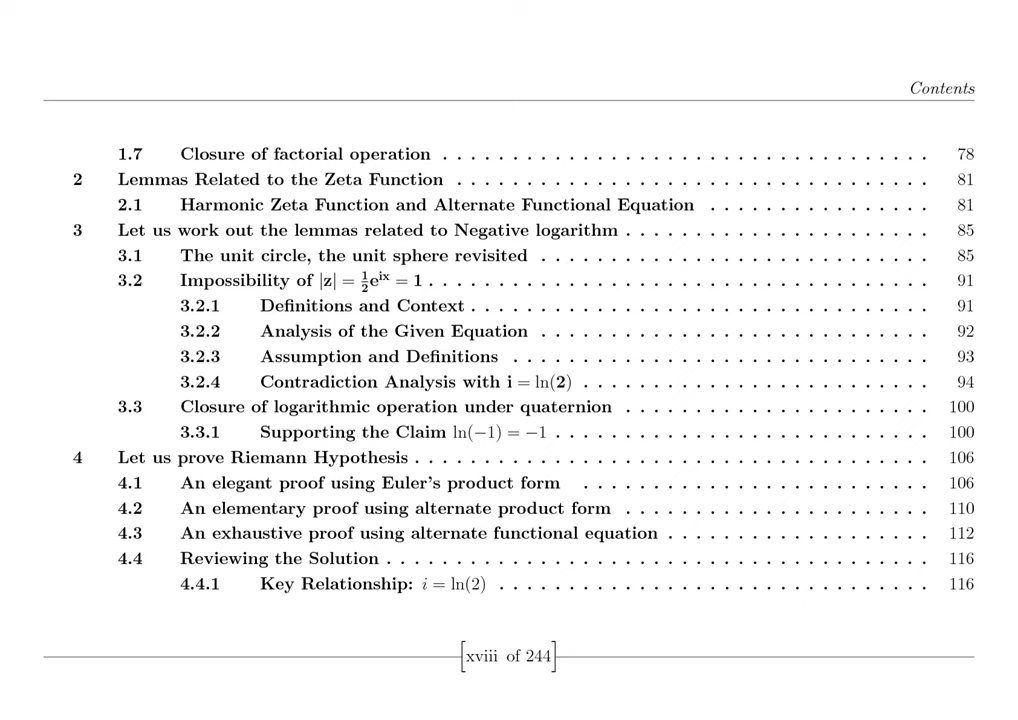 Contents
1.7 Closure of factorial operation . . . . . . . . . . . . . . . . . . . . . . . . . . . . . . . . . . . 78
2 Lemmas Related to the Zeta Function . . . . . . . . . . . . . . . . . . . . . . . . . . . . . . . . . . 81
2.1 Harmonic Zeta Function and Alternate Functional Equation . . . . . . . . . . . . . . . . 81
3 Let us work out the lemmas related to Negative logarithm . . . . . . . . . . . . . . . . . . . . . . 85
3.1 The unit circle, the unit sphere revisited . . . . . . . . . . . . . . . . . . . . . . . . . . . . 85
3.2 Impossibility of |z| = ½eⁱˣ = 1 . . . . . . . . . . . . . . . . . . . . . . . . . . . . . . . . . . . . 91
3.2.1 Definitions and Context . . . . . . . . . . . . . . . . . . . . . . . . . . . . . . . . . 91
3.2.2 Analysis of the Given Equation . . . . . . . . . . . . . . . . . . . . . . . . . . . . 92
3.2.3 Assumption and Definitions . . . . . . . . . . . . . . . . . . . . . . . . . . . . . . 93
3.2.4 Contradiction Analysis with i = ln(2) . . . . . . . . . . . . . . . . . . . . . . . . . 94
3.3 Closure of logarithmic operation under quaternion . . . . . . . . . . . . . . . . . . . . . . 100
3.3.1 Supporting the Claim ln(−1) = −1 . . . . . . . . . . . . . . . . . . . . . . . . . . . 100
4 Let us prove Riemann Hypothesis . . . . . . . . . . . . . . . . . . . . . . . . . . . . . . . . . . . . . 106
4.1 An elegant proof using Euler's product form . . . . . . . . . . . . . . . . . . . . . . . . . 106
4.2 An elementary proof using alternate product form . . . . . . . . . . . . . . . . . . . . . . 110
4.3 An exhaustive proof using alternate functional equation . . . . . . . . . . . . . . . . . . . 112
4.4 Reviewing the Solution . . . . . . . . . . . . . . . . . . . . . . . . . . . . . . . . . . . . . . . 116
4.4.1 Key Relationship: i = ln(2) . . . . . . . . . . . . . . . . . . . . . . . . . . . . . . . 116
[xviii of 244]